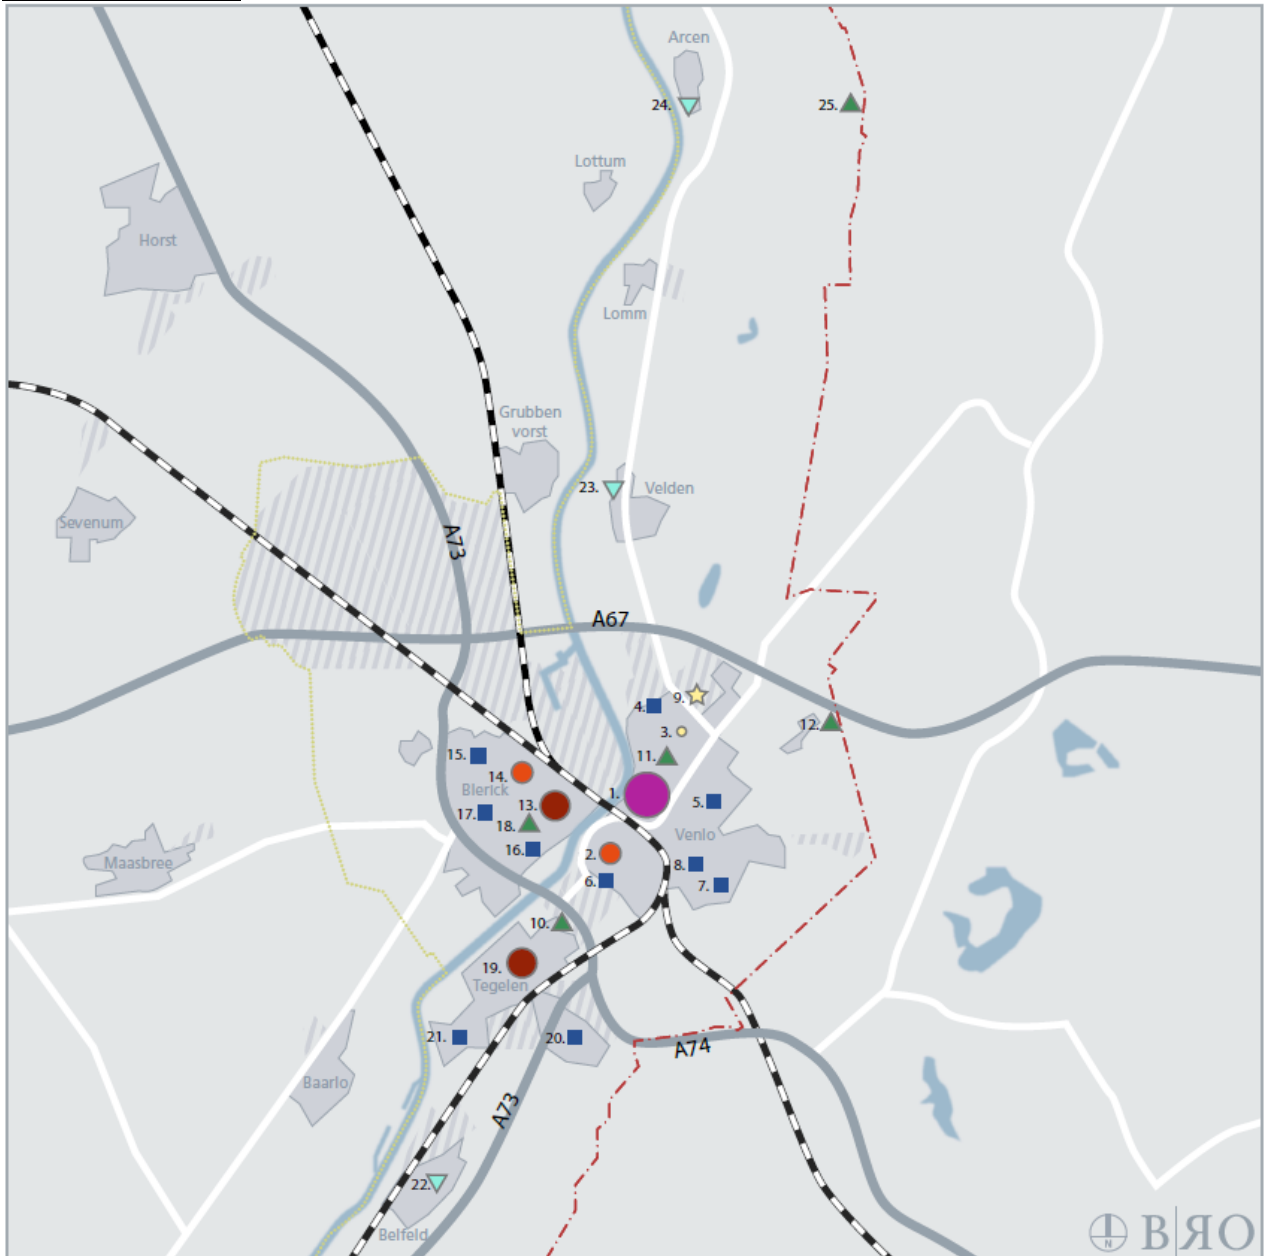 Arcen
24.
25.
Lottum
Horst
Lomm
Grubben
vorst
23.
Velden
Sevenum
A73
A67
9.
4.
3.
12.
11.
15.
14.
Blerick
1.
5.
13.
17.
18.
Venlo
16.
2.
Maasbree
8.
6.
7.
10.
19.
Tegelen
21.
20.
A74
Baarlo
A73
22.
Belfeld
N
B|ЯO